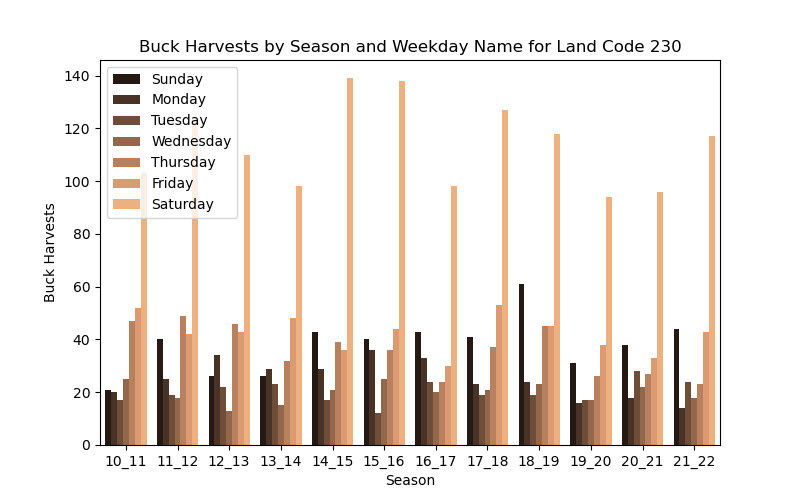 Buck Harvests by Season and Weekday Name for Land Code 230
140
120
100
80
60
40
20
0
Buck Harvests
Sunday
Monday
Tuesday
Wednesday
Thursday
Friday
Saturday
10_11 11_12 12_13 13_14 14_15 15_16 16_17 17_18 18_19 19_20 20_21 21_22
Season